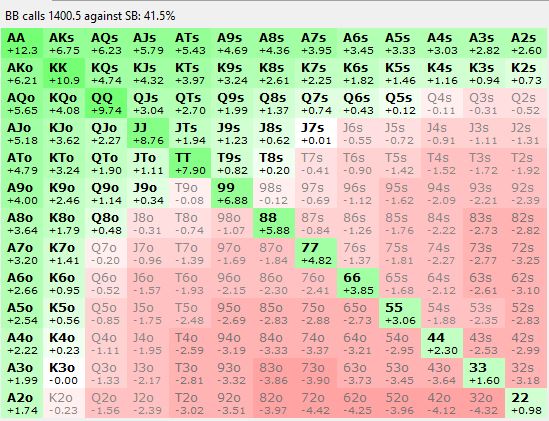 BB calls 1400.5 against SB: 41.5%
AA AKs AQs AJs ATs A9s A8s A7s A6s A5s A4s A3s A2s
+12.3 +6.75 +6.23 +5.79 +5.43 +4.69 +4.36 +3.95 +3.45 +3.33 +3.03 +2.82 +2.60
AKo KK KQs KJs KTs K9s K8s K7s K6s K5s K4s K3s K2s
+6.21 +10.9 +4.74 +4.32 +3.97 +3.24 +2.61 +2.25 +1.82 +1.46 +1.16 +0.94 +0.73
AQo KQo QQ QJs QTs Q9s Q8s Q7s Q6s Q5s Q4s Q3s Q2s
+5.65 +4.08 +9.74 +3.04 +2.70 +1.99 +1.37 +0.74 +0.43 +0.12 -0.11 -0.31 -0.52
AJo KJo QJo JJ JTs J9s J8s J7s J6s J5s J4s J3s J2s
+5.18 +3.62 +2.27 +8.76 +1.94 +1.23 +0.62 +0.01 -0.55 -0.72 -0.91 -1.11 -1.31
ATo KTo QTo JTo TT T9s T8s T7s T6s T5s T4s T3s T2s
+4.79 +3.24 +1.90 +1.11 +7.90 +0.82 +0.20 -0.41 -0.90 -1.42 -1.52 -1.72 -1.92
A9o K9o Q9o J9o T9o 99 98s 97s 96s 95s 94s 93s 92s
+4.00 +2.46 +1.14 +0.34 -0.08 +6.88 -0.12 -0.69 -1.12 -1.62 -2.09 -2.21 -2.39
A8o K8o Q8o J8o T8o 98o 88 87s 86s 85s 84s 83s 82s
+3.64 +1.79 +0.48 -0.31 -0.74 -1.07 +5.88 -0.84 -1.26 -1.76 -2.22 -2.73 -2.82
A7o K7o Q7o J7o T7o 97o 87o 77 76s 75s 74s 73s 72s
+3.20 +1.41 -0.20 -0.96 -1.39 -1.69 -1.84 +4.82 -1.37 -1.81 -2.27 -2.77 -3.25
A6o K6o Q6o J6o T6o 96o 86o 76o 66 65s 64s 63s 62s
+2.66 +0.95 -0.52 -1.57 -1.93 -2.15 -2.30 -2.41 +3.85 -1.68 -2.12 -2.61 -3.10
A5o K5o Q5o J5o T5o 95o 85o 75o 65o 55 54s 53s 52s
+2.54 +0.56 -0.85 -1.75 -2.48 -2.69 -2.83 -2.88 -2.73 +3.06 -1.88 -2.35 -2.83
A4o K4o Q4o J4o T4o 94o 84o 74o 64o 54o 44 43s 42s
+2.22 +0.23 -1.11 -1.95 -2.59 -3.19 -3.33 -3.37 -3.21 -2.95 +2.30 -2.53 -2.99
A3o K3o Q3o J3o T3o 93o 83o 73o 63o 53o 43o 33 32s
+1.99 -0.00 -1.33 -2.17 -2.81 -3.32 -3.86 -3.90 -3.73 -3.45 -3.64 +1.60 -3.18
A2o K2o Q2o J2o T2o 92o 82o 72o 62o 52o 42o 32o 22
+1.74 -0.23 -1.56 -2.39 -3.02 -3.51 -3.97 -4.42 -4.25 -3.96 -4.12 -4.32 +0.98